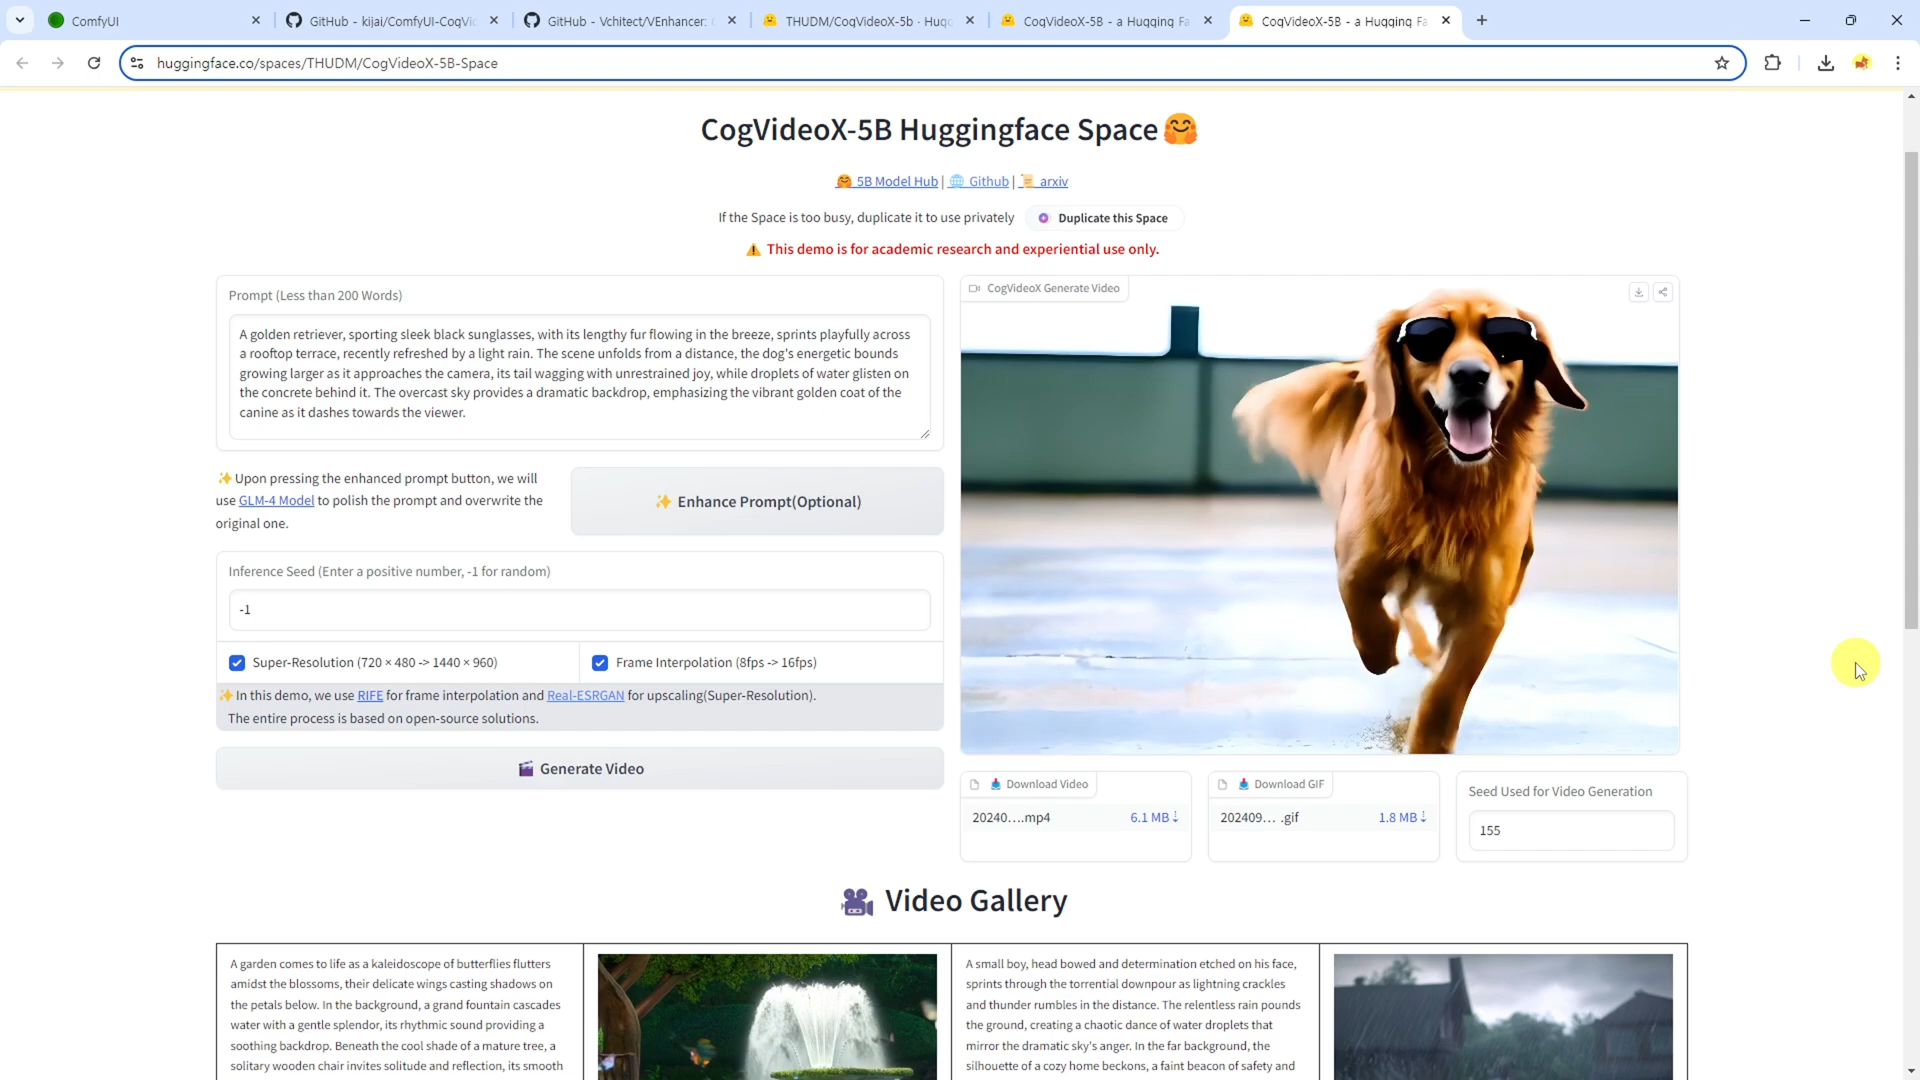 ComfyUI
GitHub - kijai/ComfyUI-CogVid
GitHub - Vchitect/VEnhancer:
THUDM/CogVideoX-5b · Hugg
CogVideoX-5B - a Hugging Fa
CogVideoX-5B - a Hugging Fa
huggingface.co/spaces/THUDM/CogVideoX-5B-Space
CogVideoX-5B Huggingface Space🤗
🤗 5B Model Hub | 🌐 Github | 📜 arxiv
If the Space is too busy, duplicate it to use privately
Duplicate this Space
⚠️ This demo is for academic research and experiential use only.
Prompt (Less than 200 Words)
A golden retriever, sporting sleek black sunglasses, with its lengthy fur flowing in the breeze, sprints playfully across
a rooftop terrace, recently refreshed by a light rain. The scene unfolds from a distance, the dog's energetic bounds
growing larger as it approaches the camera, its tail wagging with unrestrained joy, while droplets of water glisten on
the concrete behind it. The overcast sky provides a dramatic backdrop, emphasizing the vibrant golden coat of the
canine as it dashes towards the viewer.
✨ Upon pressing the enhanced prompt button, we will
use GLM-4 Model to polish the prompt and overwrite the
original one.
✨ Enhance Prompt(Optional)
Inference Seed (Enter a positive number, -1 for random)
-1
Super-Resolution (720 × 480 -> 1440 × 960)
Frame Interpolation (8fps -> 16fps)
✨ In this demo, we use RIFE for frame interpolation and Real-ESRGAN for upscaling(Super-Resolution).
The entire process is based on open-source solutions.
🎬 Generate Video
CogVideoX Generate Video
📥 Download Video
20240....mp4
6.1 MB⇣
📥 Download GIF
202409... .gif
1.8 MB⇣
Seed Used for Video Generation
155
🎥 Video Gallery
A garden comes to life as a kaleidoscope of butterflies flutters
amidst the blossoms, their delicate wings casting shadows on
the petals below. In the background, a grand fountain cascades
water with a gentle splendor, its rhythmic sound providing a
soothing backdrop. Beneath the cool shade of a mature tree, a
solitary wooden chair invites solitude and reflection, its smooth
A small boy, head bowed and determination etched on his face,
sprints through the torrential downpour as lightning crackles
and thunder rumbles in the distance. The relentless rain pounds
the ground, creating a chaotic dance of water droplets that
mirror the dramatic sky's anger. In the far background, the
silhouette of a cozy home beckons, a faint beacon of safety and